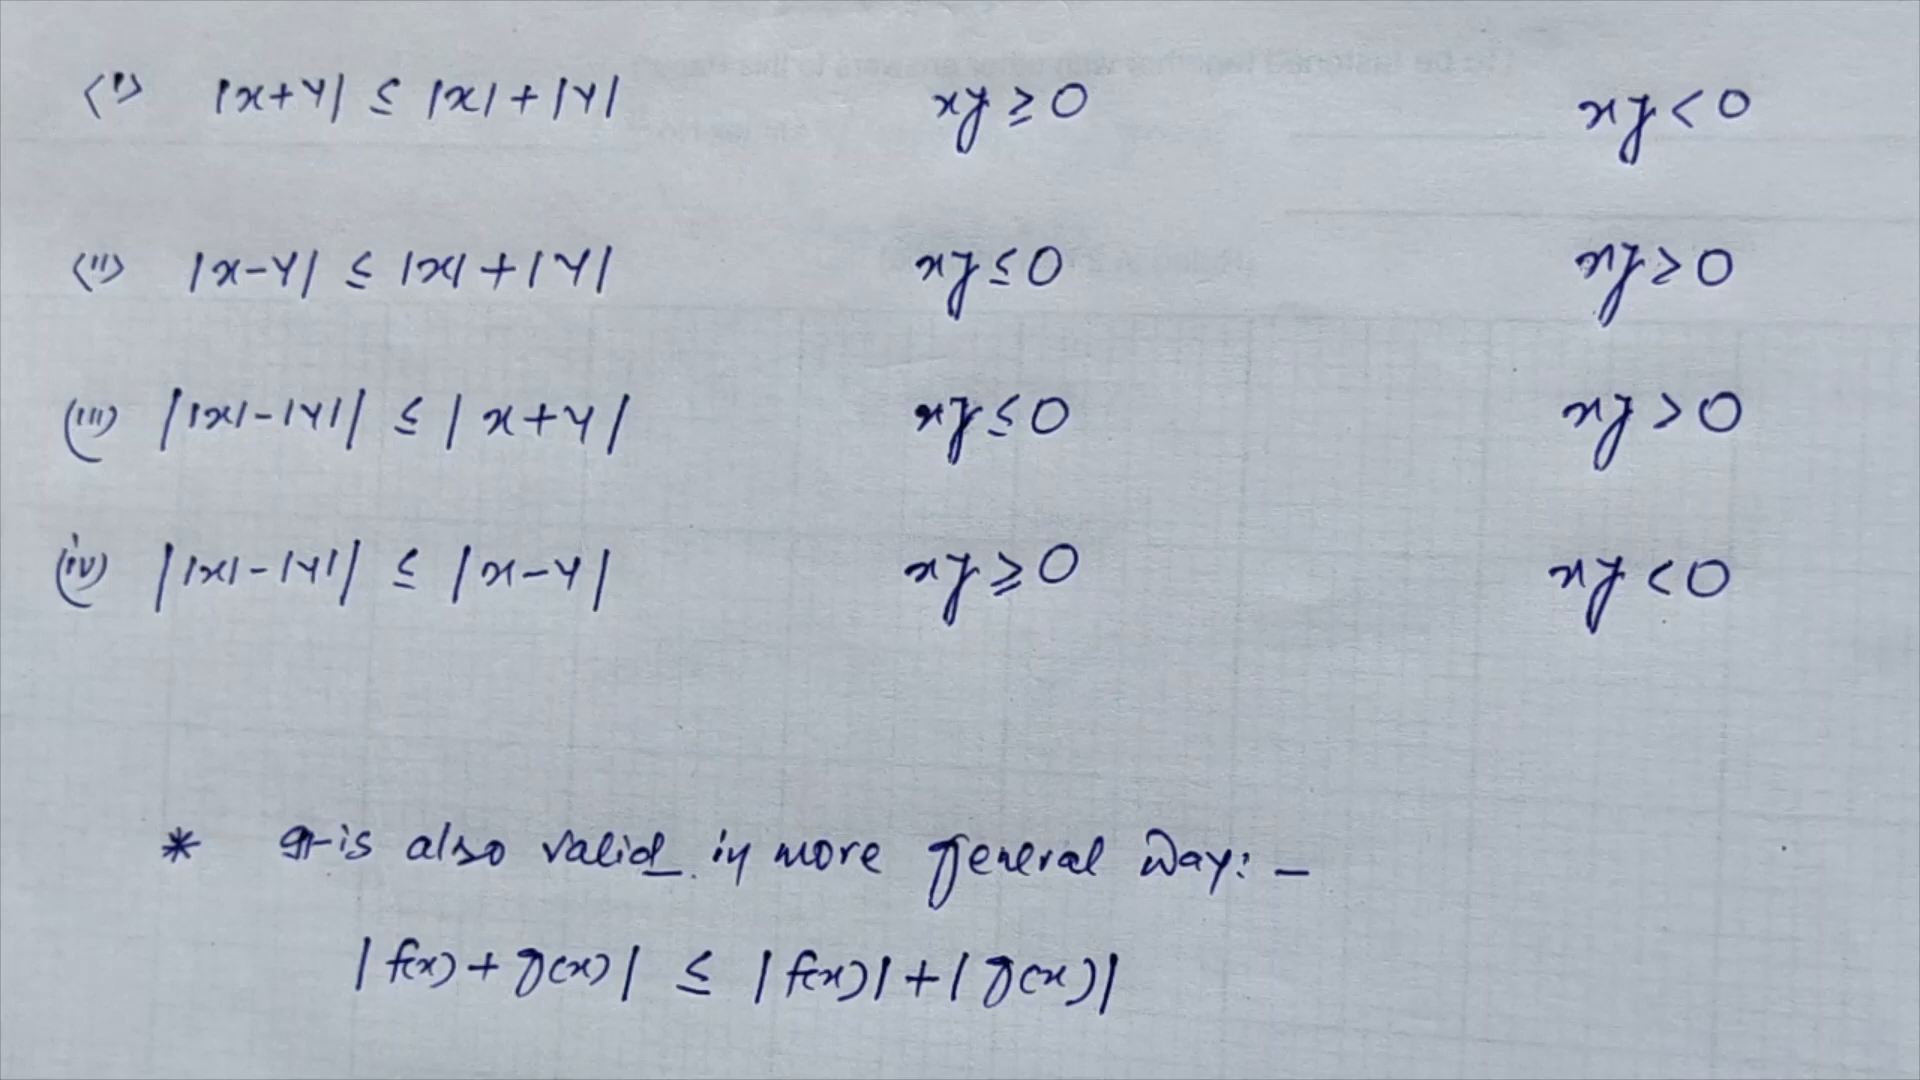 (i) |x+y| ≤ |x|+|y| xy ≥ 0 xy < 0
(ii) |x-y| ≤ |x|+|y| xy ≤ 0 xy > 0
(iii) ||x|-|y|| ≤ |x+y| xy ≤ 0 xy > 0
(iv) ||x|-|y|| ≤ |x-y| xy ≥ 0 xy < 0
* It is also valid in more general way: -
|f(x)+g(x)| ≤ |f(x)|+|g(x)|